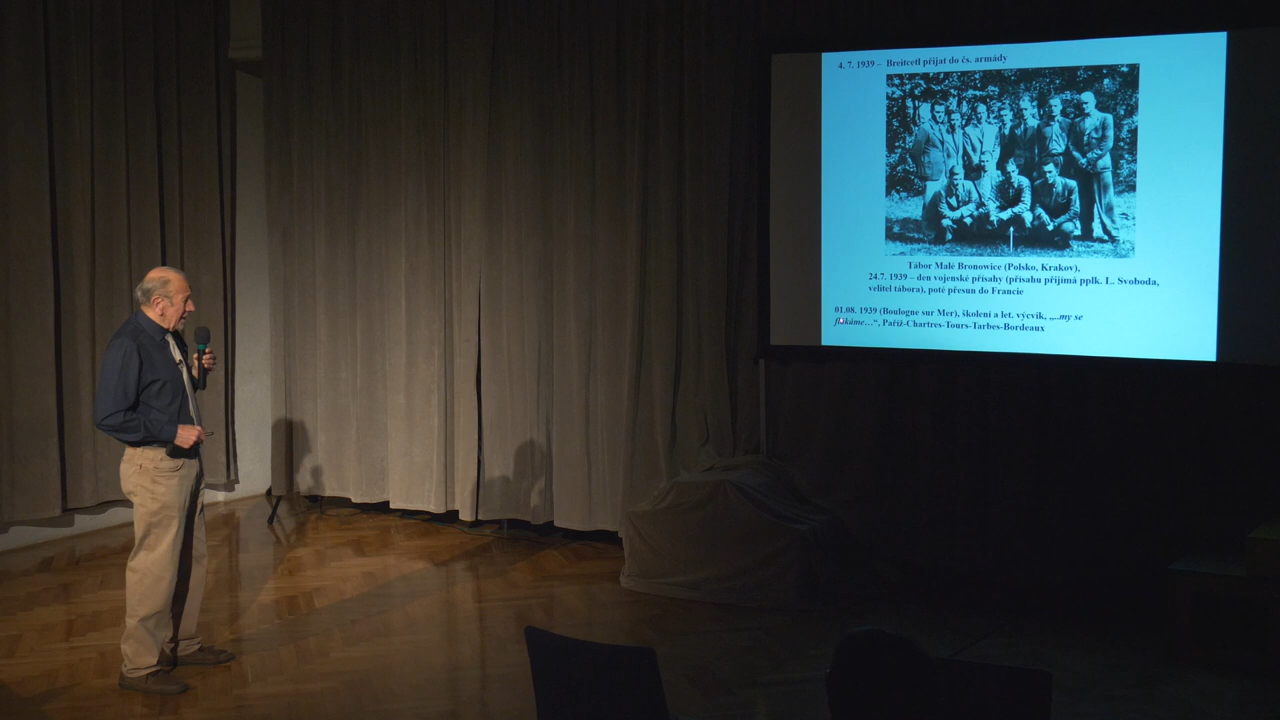 4. 7. 1939 – Breitcetl přijat do čs. armády
Tábor Malé Bronowice (Polsko, Krakov),
24.7. 1939 – den vojenské přísahy (přísahu přijímá pplk. L. Svoboda,
velitel tábora), poté přesun do Francie
01.08. 1939 (Boulogne sur Mer), školení a let. výcvik, „...my se
flákáme…“, Paříž-Chartres-Tours-Tarbes-Bordeaux